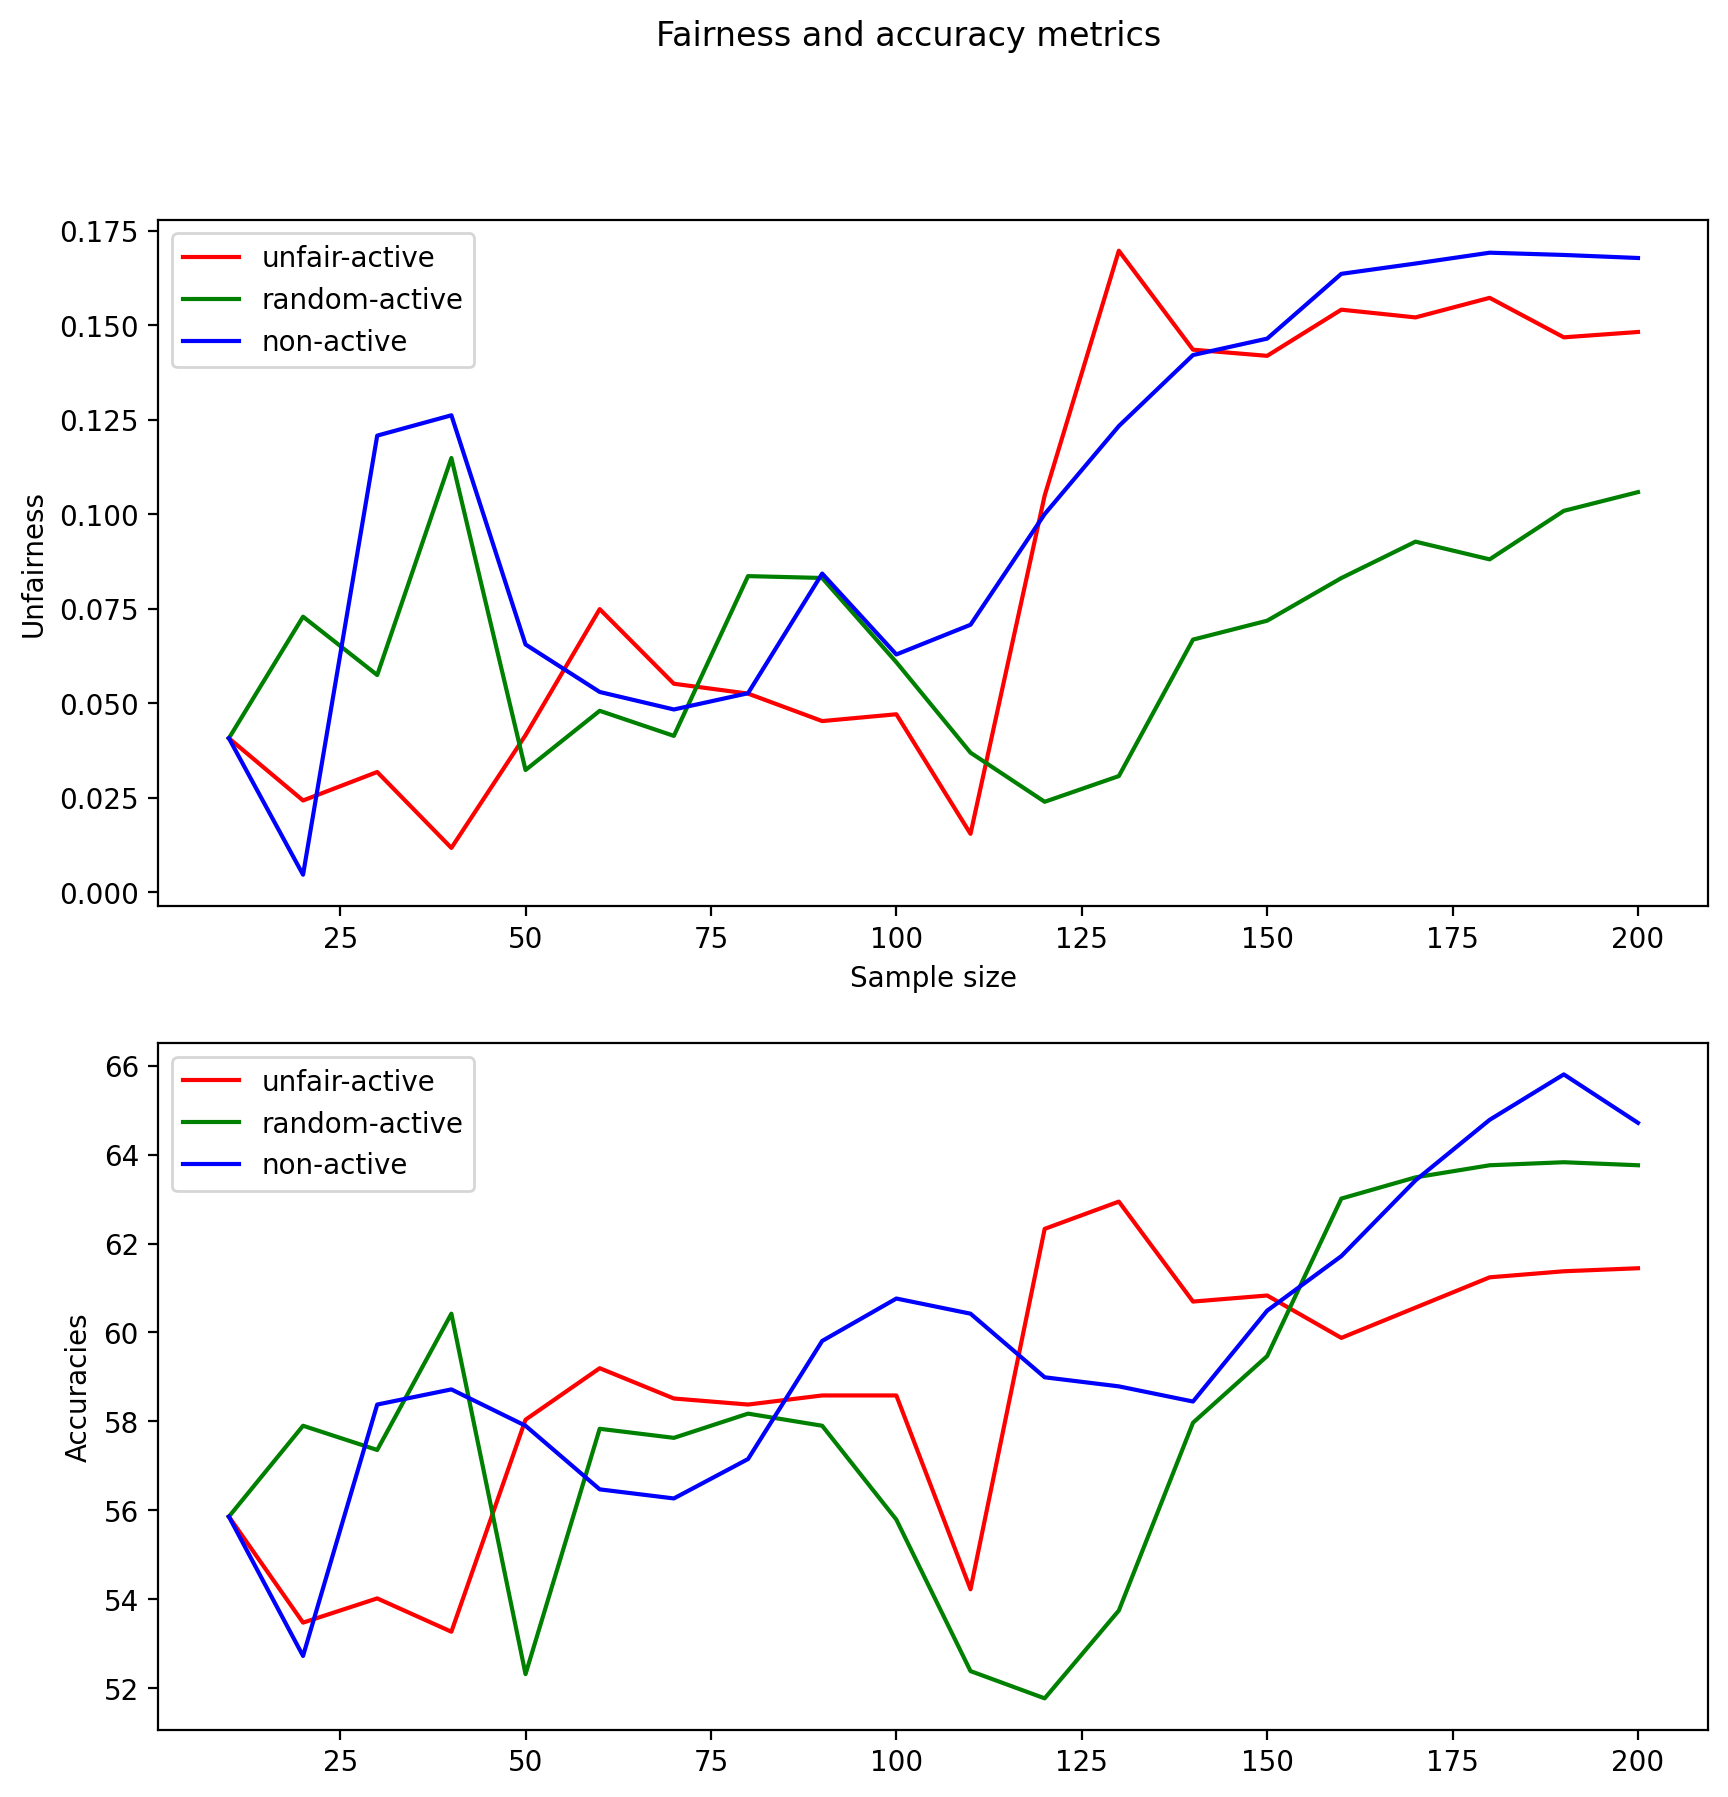 Fairness and accuracy metrics
0.175
0.150
0.125
0.100
0.075
0.050
0.025
0.000
Unfairness
unfair-active
random-active
non-active
25 50 75 100 125 150 175 200
Sample size
66
64
62
60
58
56
54
52
Accuracies
unfair-active
random-active
non-active
25 50 75 100 125 150 175 200